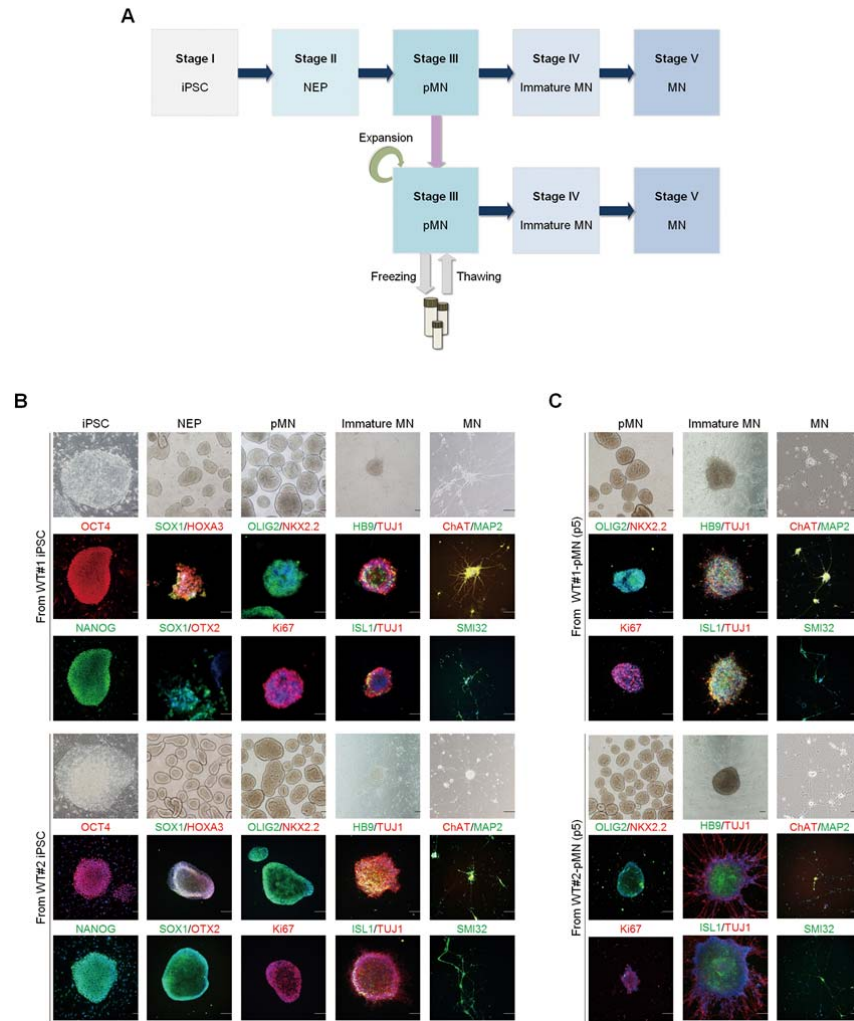 A
Stage I
iPSC
Stage II
NEP
Stage III
pMN
Stage IV
Immature MN
Stage V
MN
Expansion
Stage III
pMN
Stage IV
Immature MN
Stage V
MN
Freezing
Thawing
B
iPSC
NEP
pMN
Immature MN
MN
From WT#1 iPSC
OCT4
SOX1/HOXA3
OLIG2/NKX2.2
HB9/TUJ1
ChAT/MAP2
NANOG
SOX1/OTX2
Ki67
ISL1/TUJ1
SMI32
From WT#2 iPSC
OCT4
SOX1/HOXA3
OLIG2/NKX2.2
HB9/TUJ1
ChAT/MAP2
NANOG
SOX1/OTX2
Ki67
ISL1/TUJ1
SMI32
C
pMN
Immature MN
MN
From WT#1-pMN (p5)
OLIG2/NKX2.2
HB9/TUJ1
ChAT/MAP2
Ki67
ISL1/TUJ1
SMI32
From WT#2-pMN (p5)
OLIG2/NKX2.2
HB9/TUJ1
ChAT/MAP2
Ki67
ISL1/TUJ1
SMI32